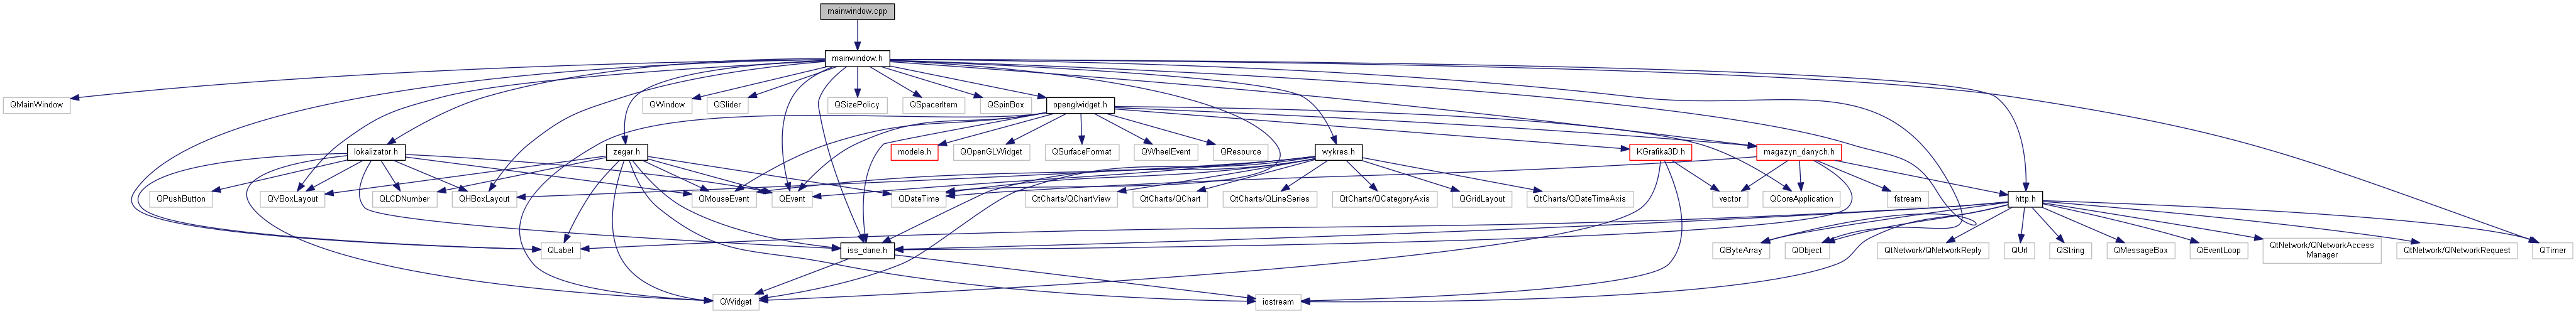 mainwindow.cpp
mainwindow.h
QMainWindow
QWindow
QSlider
QSizePolicy
QSpacerItem
QSpinBox
openglwidget.h
lokalizator.h
zegar.h
modele.h
QOpenGLWidget
QSurfaceFormat
QWheelEvent
QResource
wykres.h
KGrafika3D.h
magazyn_danych.h
QPushButton
QVBoxLayout
QLCDNumber
QHBoxLayout
QMouseEvent
QEvent
QDateTime
QtCharts/QChartView
QtCharts/QChart
QtCharts/QLineSeries
QtCharts/QCategoryAxis
QGridLayout
QtCharts/QDateTimeAxis
vector
QCoreApplication
fstream
http.h
QLabel
iss_dane.h
QByteArray
QObject
QtNetwork/QNetworkReply
QUrl
QString
QMessageBox
QEventLoop
QtNetwork/QNetworkAccess
Manager
QtNetwork/QNetworkRequest
QTimer
QWidget
iostream